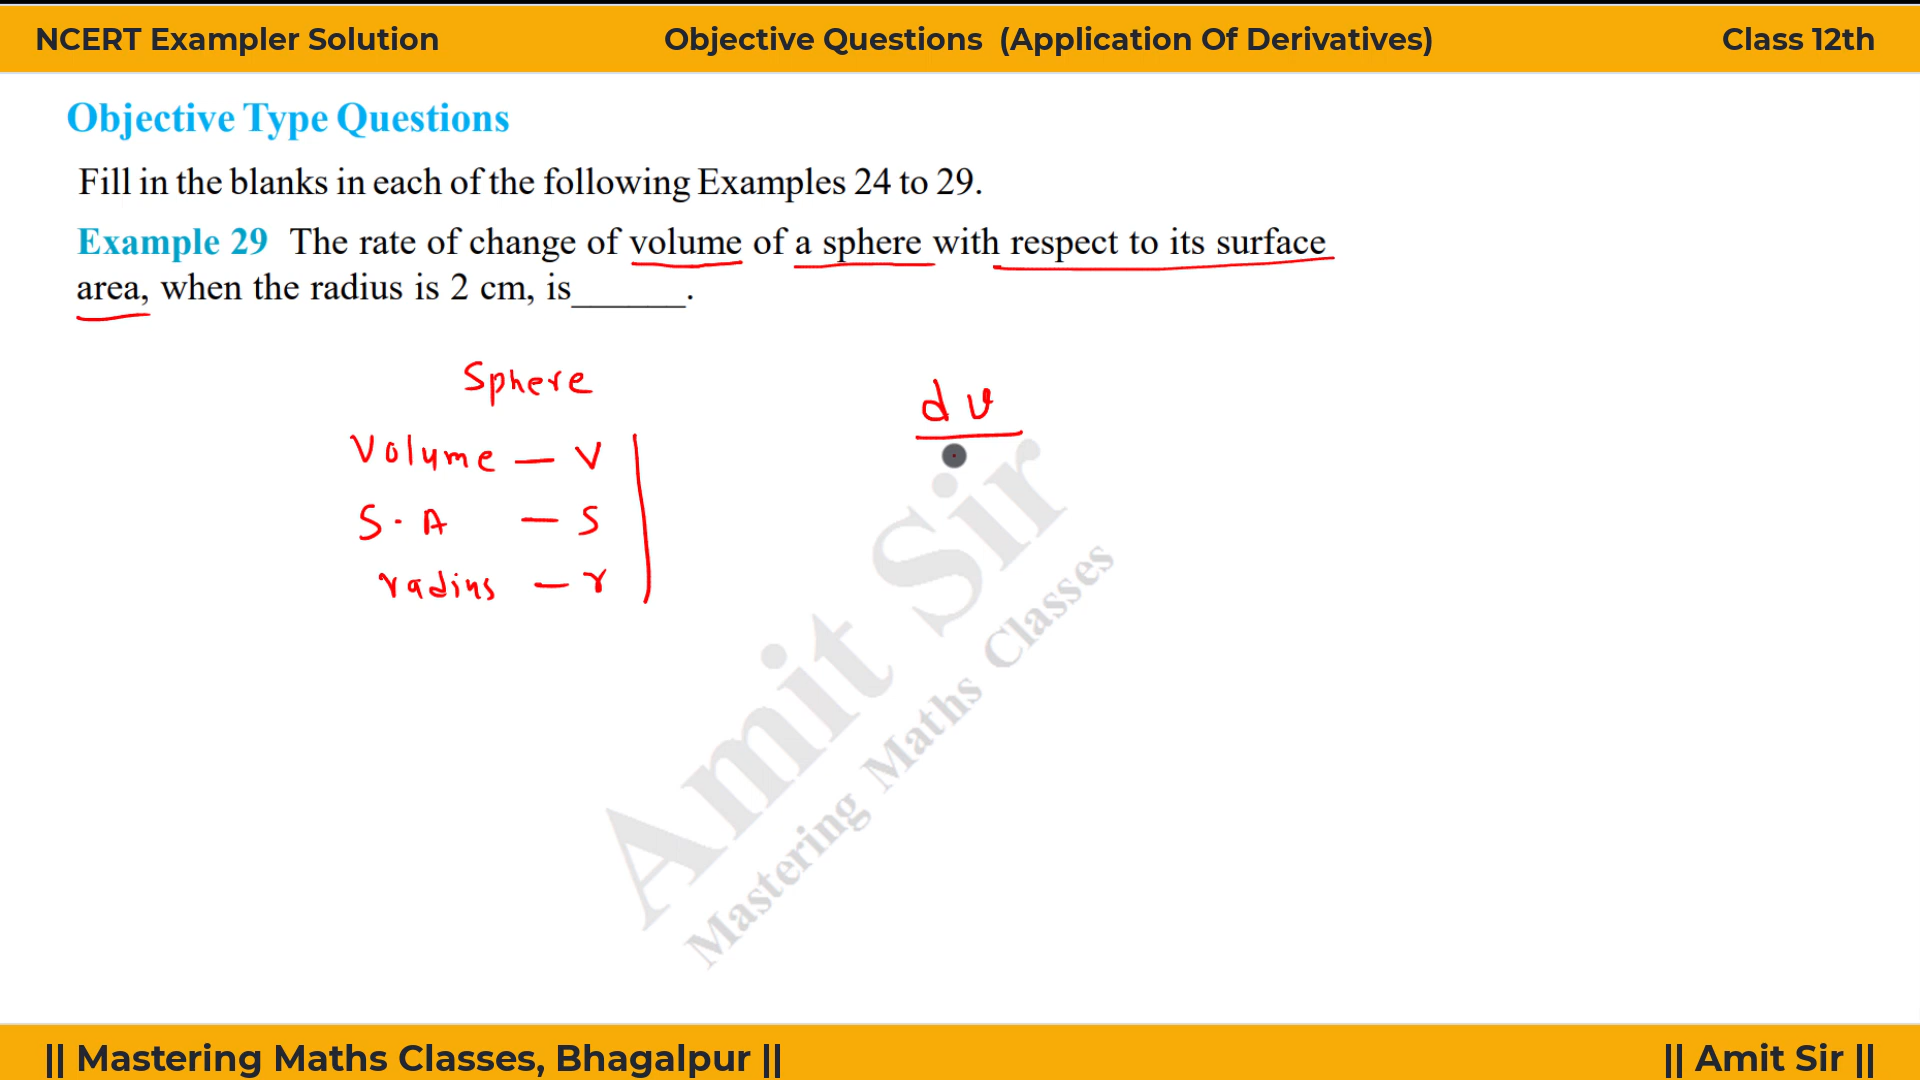 NCERT Exampler Solution
Objective Questions (Application Of Derivatives)
Class 12th
Objective Type Questions
Fill in the blanks in each of the following Examples 24 to 29.
Example 29 The rate of change of volume of a sphere with respect to its surface
area, when the radius is 2 cm, is______.
Sphere
Volume — V
S.A — S
radius — r
dv
Amit Sir
Mastering Maths Classes
|| Mastering Maths Classes, Bhagalpur ||
|| Amit Sir ||